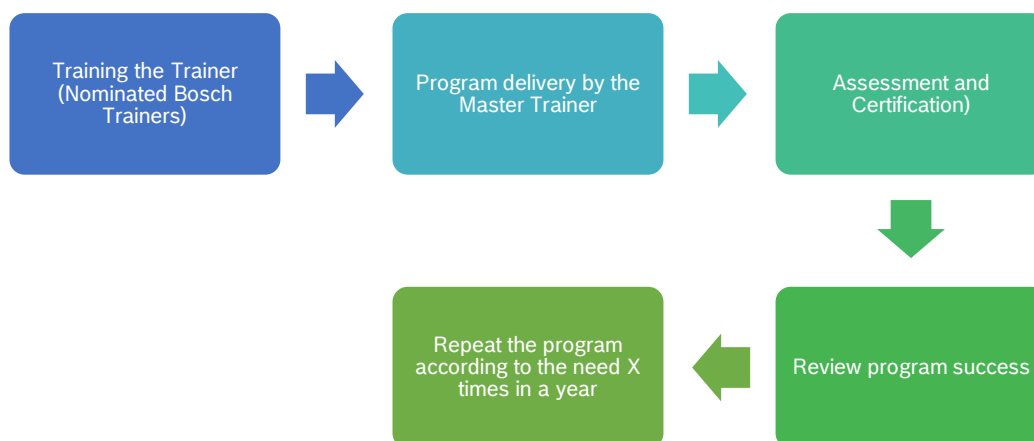 Training the Trainer
(Nominated Bosch
Trainers)
Program delivery by the
Master Trainer
Assessment and
Certification)
Review program success
Repeat the program
according to the need X
times in a year